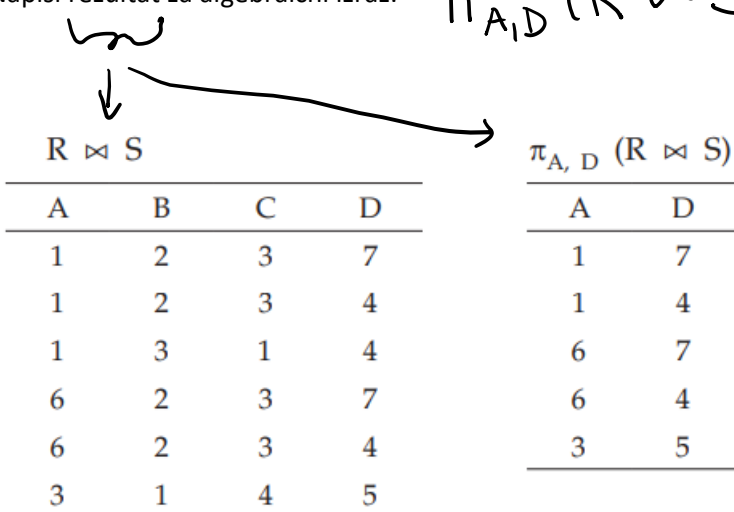 rezultat za algebraični izraz:
π A,D (R ⋈ S
R ⋈ S
A B C D
1 2 3 7
1 2 3 4
1 3 1 4
6 2 3 7
6 2 3 4
3 1 4 5
π A, D (R ⋈ S)
A D
1 7
1 4
6 7
6 4
3 5